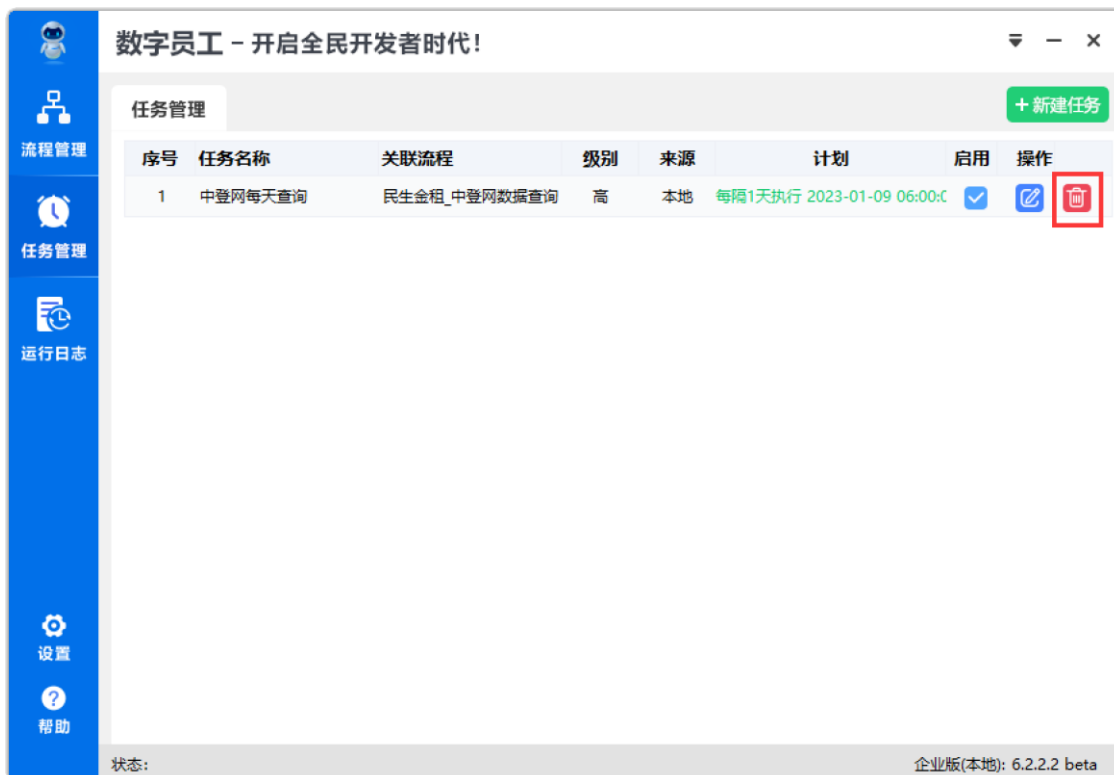 数字员工 - 开启全民开发者时代!
流程管理
任务管理
运行日志
设置
帮助
任务管理
+新建任务
序号 任务名称 关联流程 级别 来源 计划 启用 操作
1 中登网每天查询 民生金租_中登网数据查询 高 本地 每隔1天执行 2023-01-09 06:00:0
状态: 企业版(本地): 6.2.2.2 beta